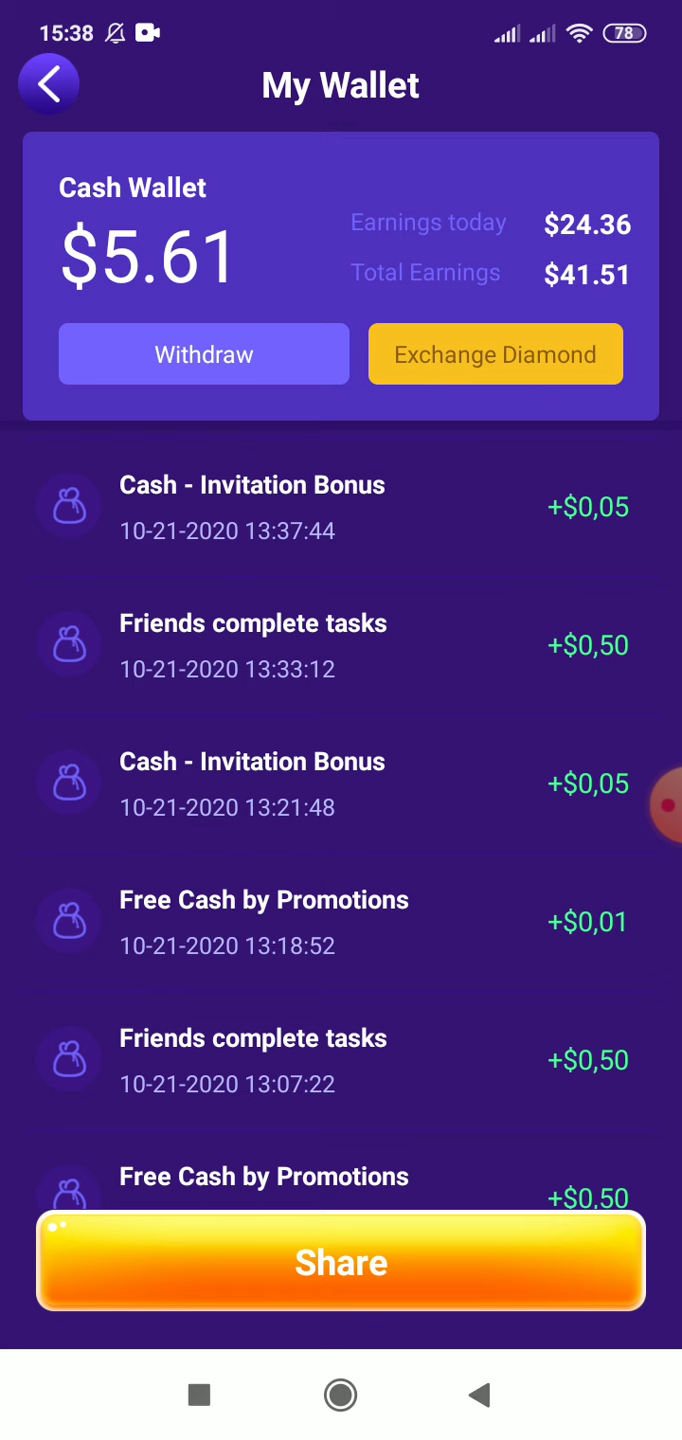 15:38
78
My Wallet
Cash Wallet
$5.61
Earnings today $24.36
Total Earnings $41.51
Withdraw
Exchange Diamond
Cash - Invitation Bonus
+$0,05
10-21-2020 13:37:44
Friends complete tasks
+$0,50
10-21-2020 13:33:12
Cash - Invitation Bonus
+$0,05
10-21-2020 13:21:48
Free Cash by Promotions
+$0,01
10-21-2020 13:18:52
Friends complete tasks
+$0,50
10-21-2020 13:07:22
Free Cash by Promotions
+$0,50
Share